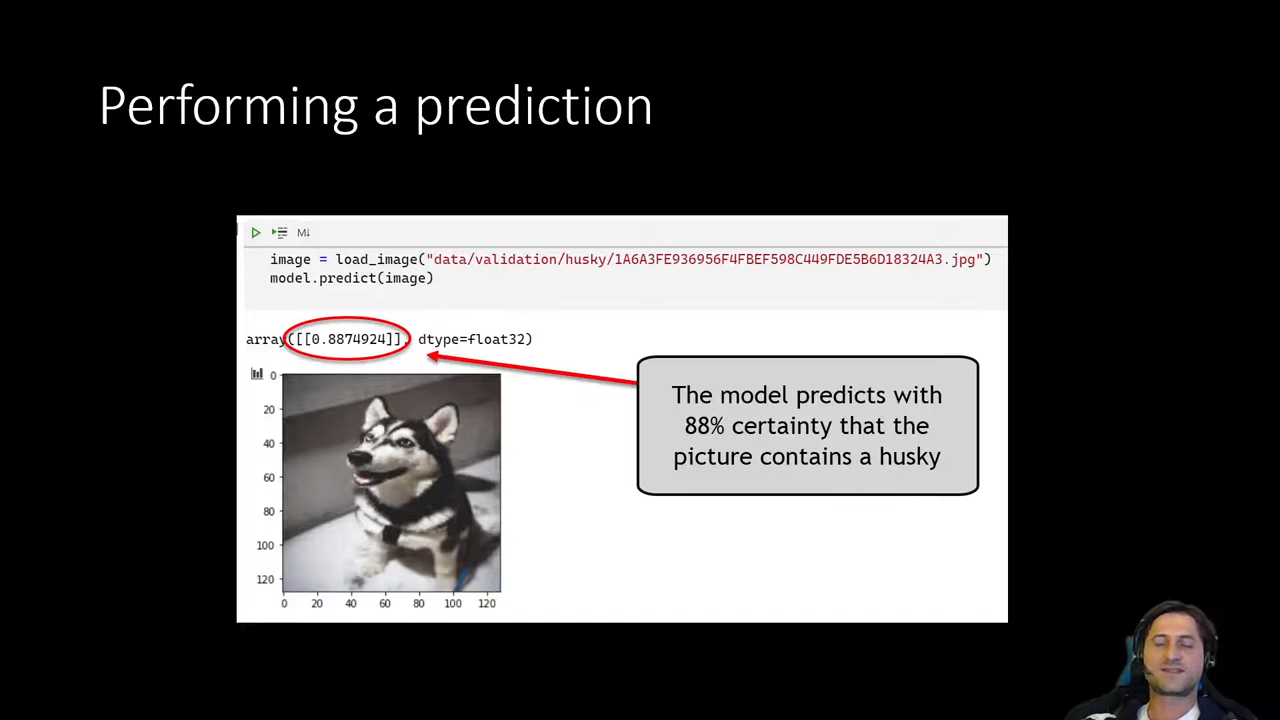 Performing a prediction
M↓
image = load_image("data/validation/husky/1A6A3FE936956F4FBEF598C449FDE5B6D18324A3.jpg")
model.predict(image)
array([[0.8874924]], dtype=float32)
The model predicts with
88% certainty that the
picture contains a husky
0
20
40
60
80
100
120
0 20 40 60 80 100 120